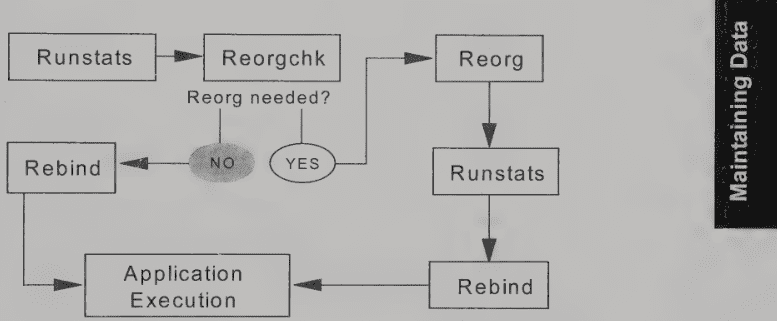 Runstats
Reorgchk
Reorg
Reorg needed?
NO
YES
Rebind
Runstats
Application
Execution
Rebind
Maintaining Data